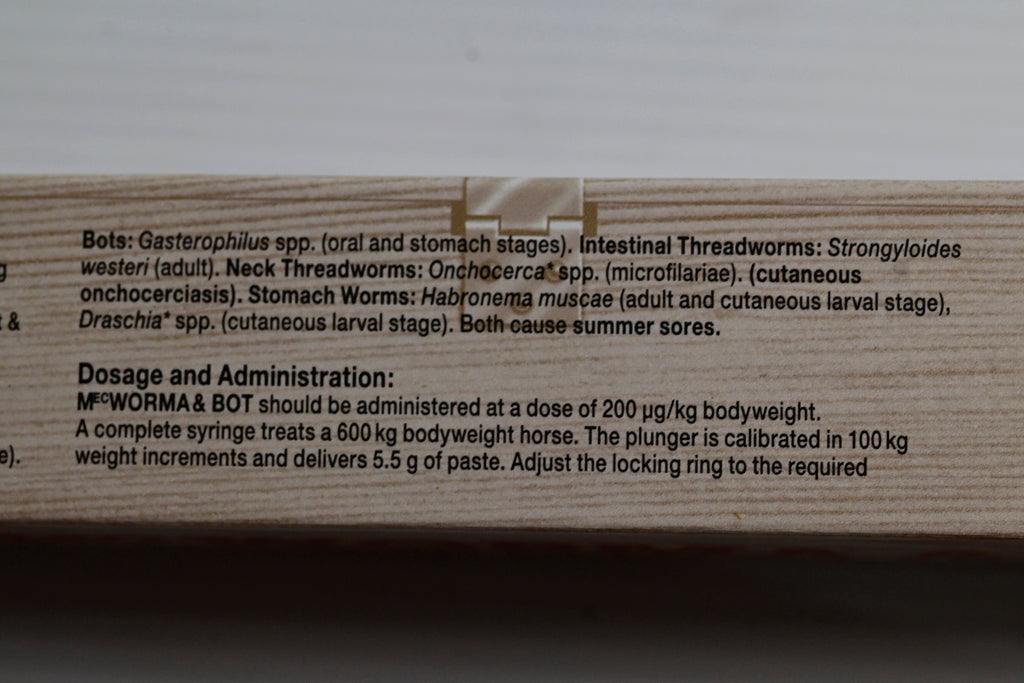 Bots: Gasterophilus spp. (oral and stomach stages). Intestinal Threadworms: Strongyloides
westeri (adult). Neck Threadworms: Onchocerca* spp. (microfilariae). (cutaneous
onchocerciasis). Stomach Worms: Habronema muscae (adult and cutaneous larval stage),
&
Draschia* spp. (cutaneous larval stage). Both cause summer sores.
Dosage and Administration:
MECWORMA & BOT should be administered at a dose of 200 µg/kg bodyweight.
A complete syringe treats a 600 kg bodyweight horse. The plunger is calibrated in 100 kg
e).
weight increments and delivers 5.5 g of paste. Adjust the locking ring to the required